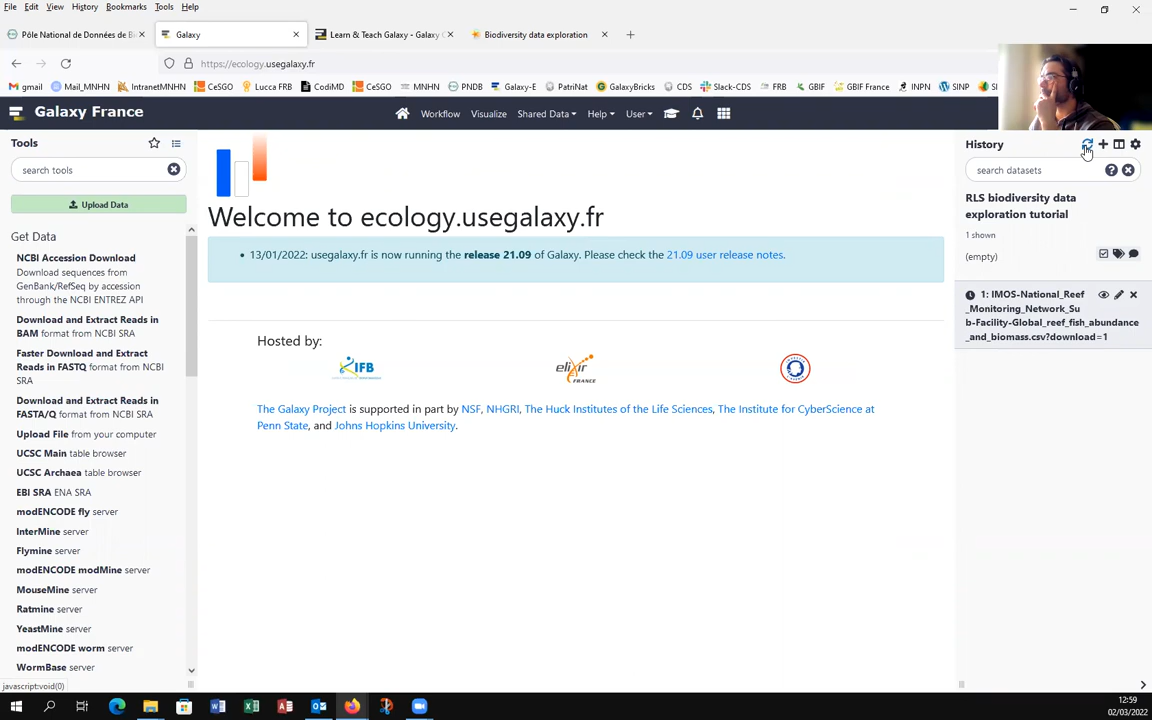 File Edit View History Bookmarks Tools Help
Pôle National de Données de Bi
Galaxy
Learn & Teach Galaxy - Galaxy C
Biodiversity data exploration
https://ecology.usegalaxy.fr
gmail Mail_MNHN IntranetMNHN CeSGO Lucca FRB CodiMD CeSGO MNHN PNDB Galaxy-E PatriNat GalaxyBricks CDS Slack-CDS FRB GBIF GBIF France INPN SINP SI
Galaxy France
Workflow Visualize Shared Data Help User
Tools
search tools
Upload Data
Get Data
NCBI Accession Download
Download sequences from
GenBank/RefSeq by accession
through the NCBI ENTREZ API
Download and Extract Reads in
BAM format from NCBI SRA
Faster Download and Extract
Reads in FASTQ format from NCBI
SRA
Download and Extract Reads in
FASTA/Q format from NCBI SRA
Upload File from your computer
UCSC Main table browser
UCSC Archaea table browser
EBI SRA ENA SRA
modENCODE fly server
InterMine server
Flymine server
modENCODE modMine server
MouseMine server
Ratmine server
YeastMine server
modENCODE worm server
WormBase server
javascript:void(0)
Welcome to ecology.usegalaxy.fr
13/01/2022: usegalaxy.fr is now running the release 21.09 of Galaxy. Please check the 21.09 user release notes.
Hosted by:
IFB
elixir
FRANCE
The Galaxy Project is supported in part by NSF, NHGRI, The Huck Institutes of the Life Sciences, The Institute for CyberScience at
Penn State, and Johns Hopkins University.
History
search datasets
RLS biodiversity data
exploration tutorial
1 shown
(empty)
1: IMOS-National_Reef
_Monitoring_Network_Su
b-Facility-Global_reef_fish_abundance
_and_biomass.csv?download=1
12:59
02/03/2022